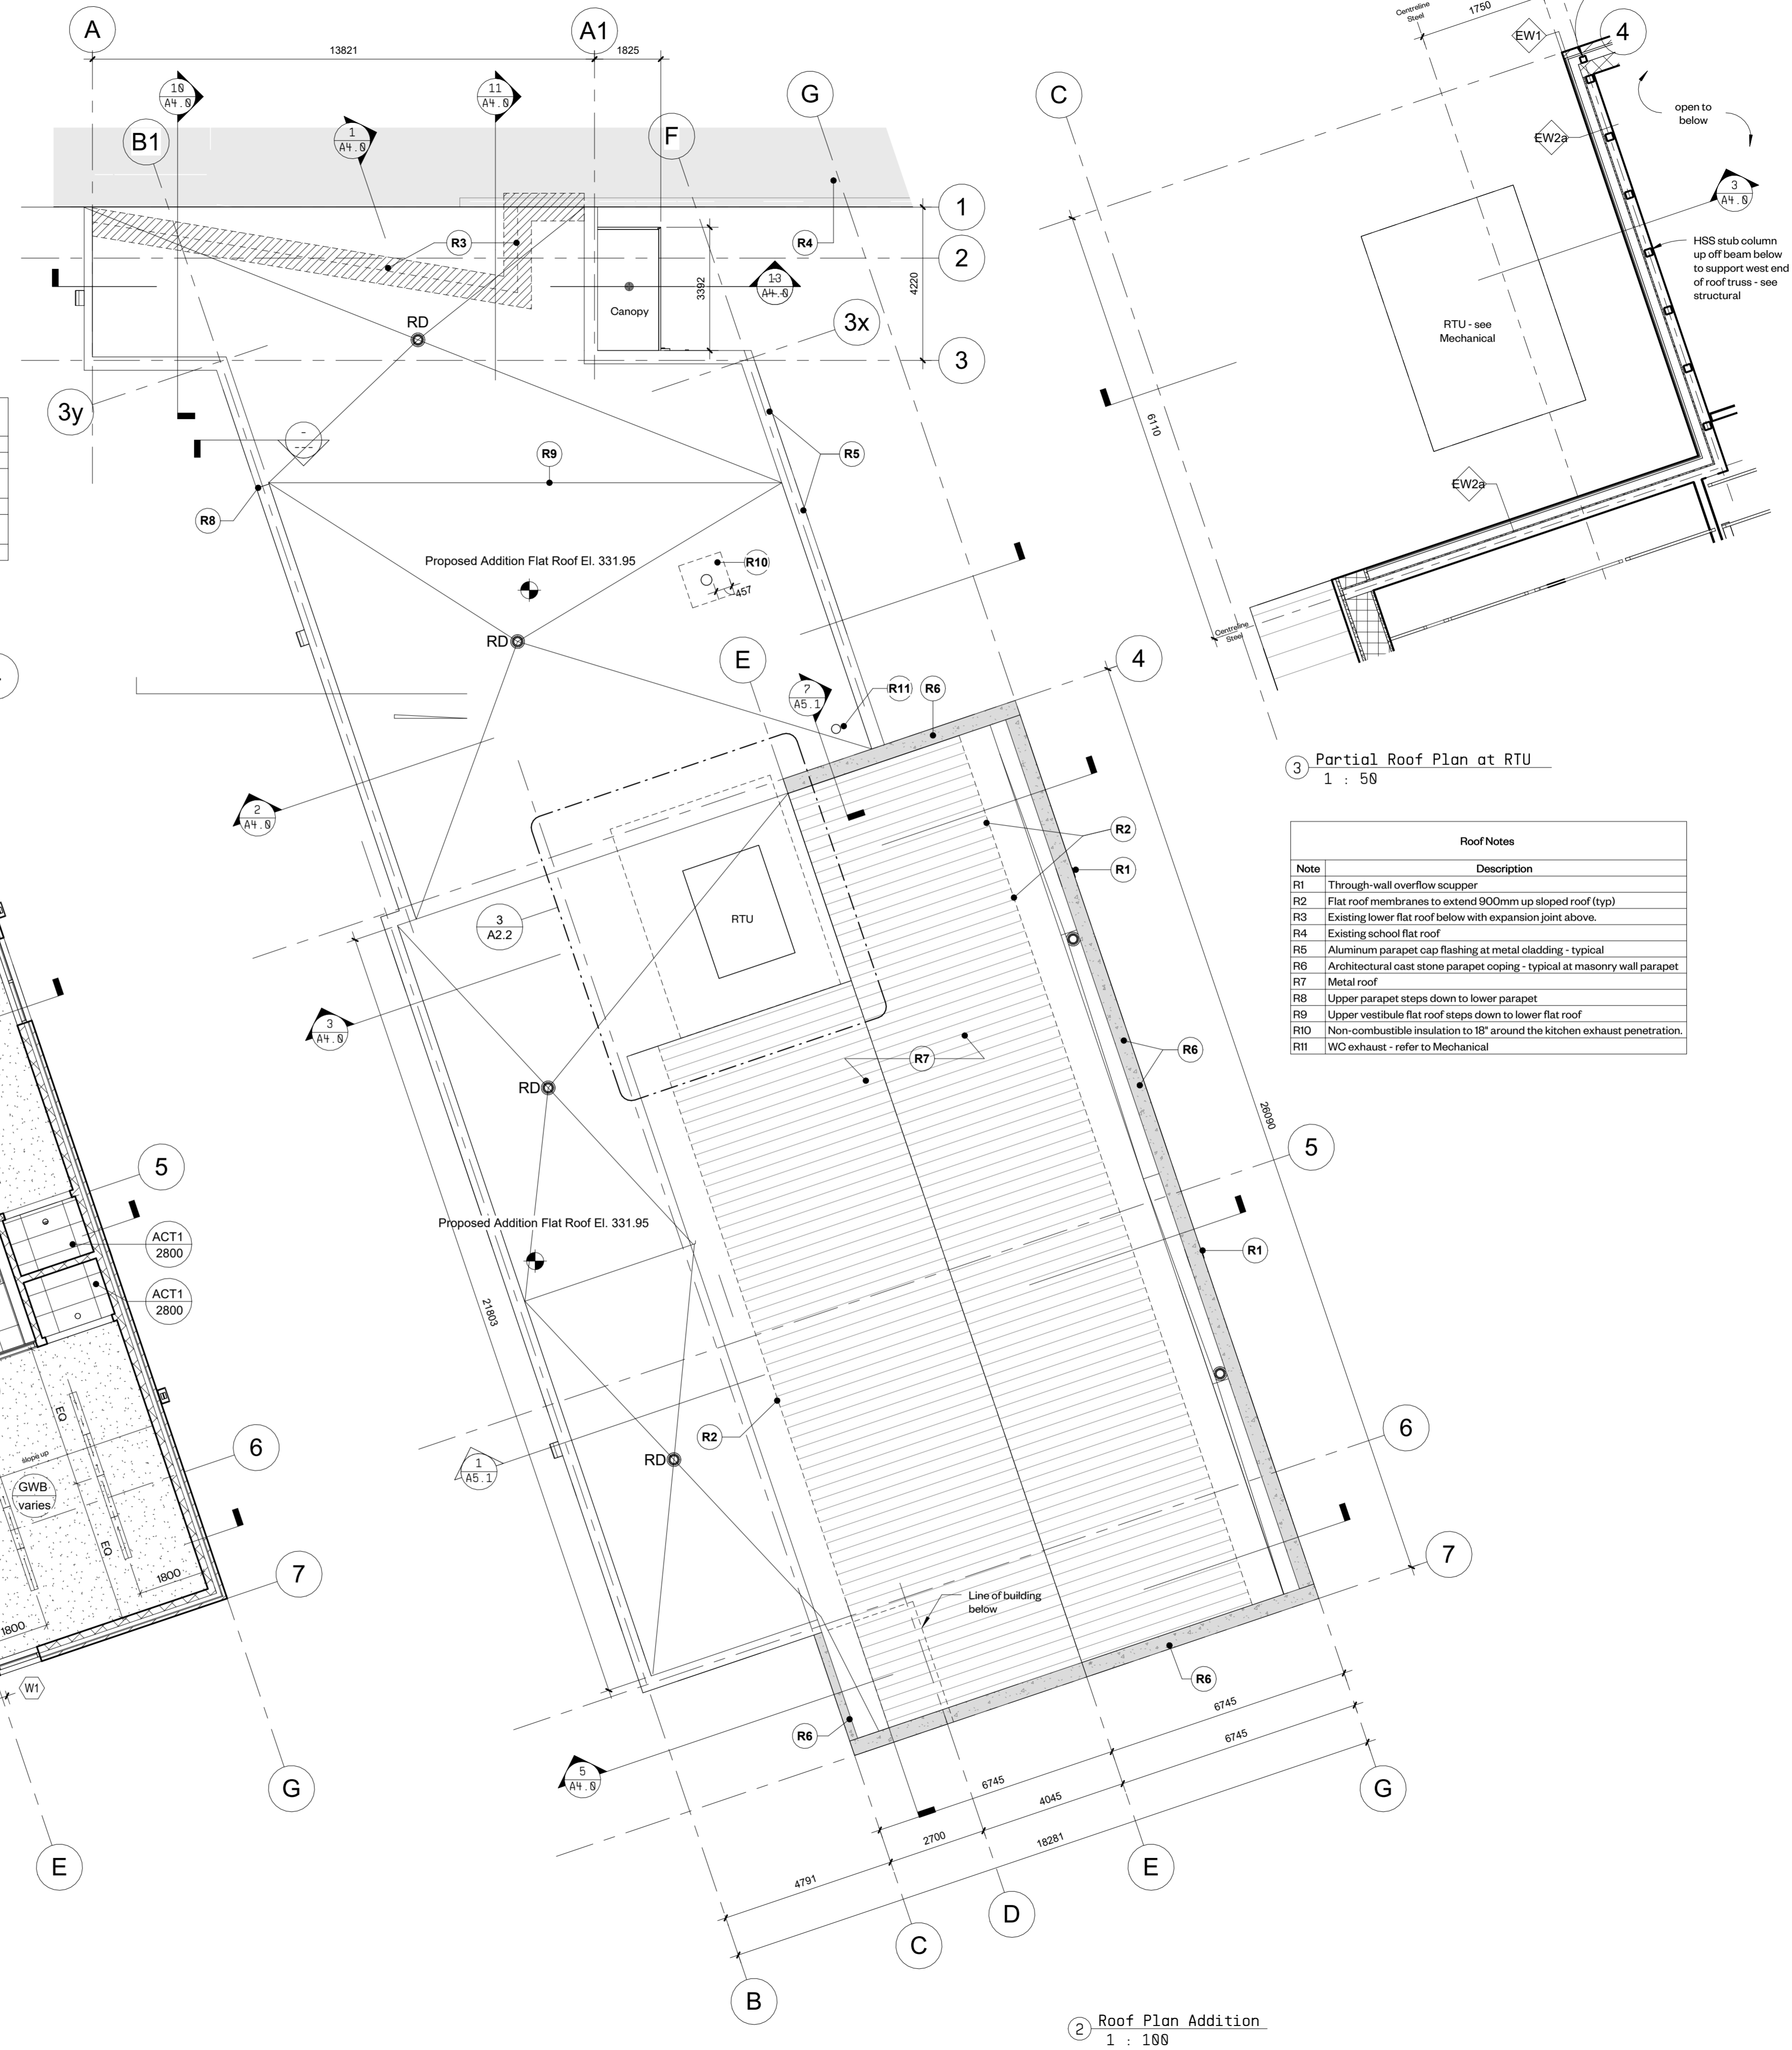 A
A1
13821
1825
10
A4.0
11
A4.0
1
A4.0
B1
F
G
C
Centreline
Steel
1750
EW1
4
open to
below
EW2a
3
A4.0
HSS stub column
up off beam below
to support west end
of roof truss - see
structural
RTU - see
Mechanical
6110
EW2a
Centreline
Steel
3 Partial Roof Plan at RTU
1 : 50
1
R3
R4
2
3392
4220
13
A4.0
Canopy
RD
3x
3
3y
R9
R5
R8
Proposed Addition Flat Roof El. 331.95
R10
457
RD
E
4
7
A5.1
R11
R6
2
A4.0
R2
R1
RTU
3
A2.2
3
A4.0
R7
R6
RD
26090
5
Proposed Addition Flat Roof El. 331.95
R1
21803
R2
6
RD
1
A5.1
7
Line of building
below
R6
R6
5
A4.0
6745
6745
6745
4045
2700
18281
4791
G
E
D
C
B
2 Roof Plan Addition
1 : 100
Roof Notes
Note Description
R1 Through-wall overflow scupper
R2 Flat roof membranes to extend 900mm up sloped roof (typ)
R3 Existing lower flat roof below with expansion joint above.
R4 Existing school flat roof
R5 Aluminum parapet cap flashing at metal cladding - typical
R6 Architectural cast stone parapet coping - typical at masonry wall parapet
R7 Metal roof
R8 Upper parapet steps down to lower parapet
R9 Upper vestibule flat roof steps down to lower flat roof
R10 Non-combustible insulation to 18" around the kitchen exhaust penetration.
R11 WC exhaust - refer to Mechanical
5
ACT1
2800
ACT1
2800
EQ
slope up
6
GWB
varies
EQ
7
1800
1800
W1
G
E